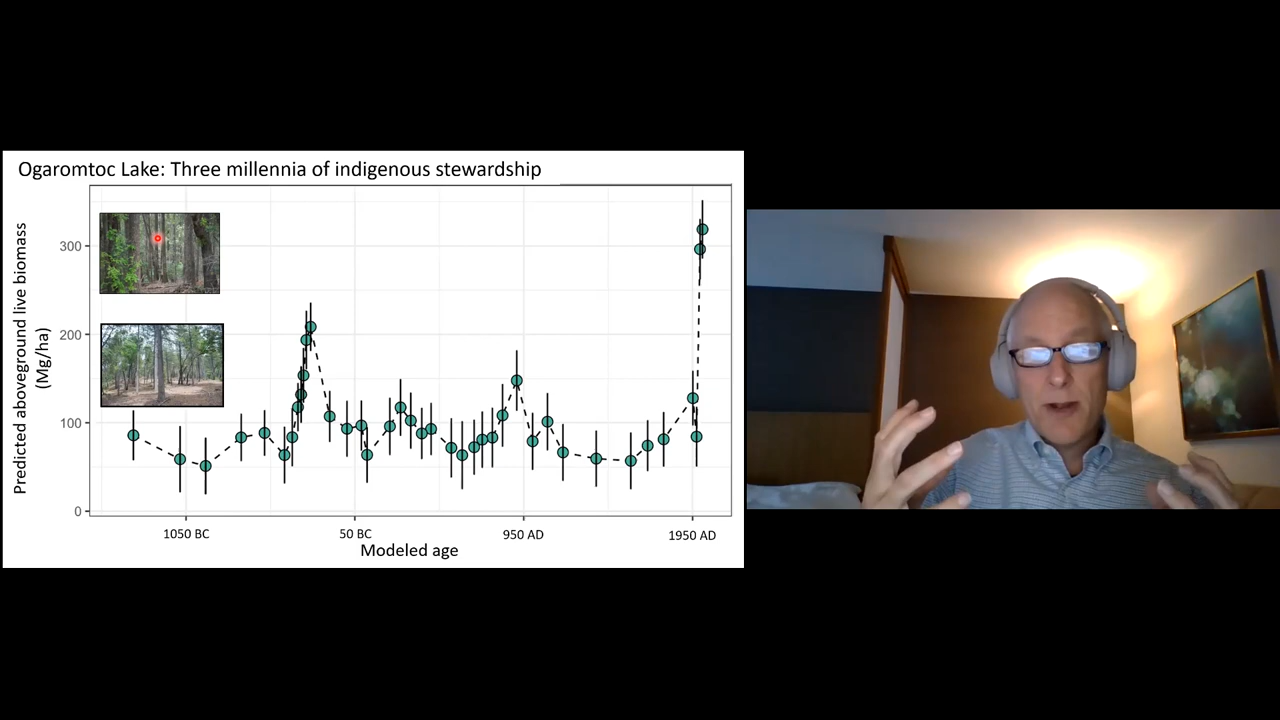 Ogaromtoc Lake: Three millennia of indigenous stewardship
Predicted aboveground live biomass
(Mg/ha)
300
200
100
0
1050 BC
50 BC
950 AD
1950 AD
Modeled age